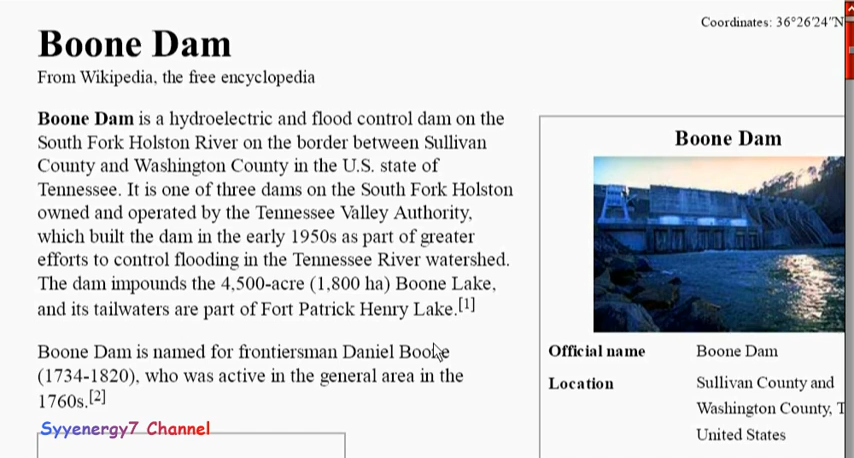 Coordinates: 36°26′24″N
Boone Dam
From Wikipedia, the free encyclopedia
Boone Dam is a hydroelectric and flood control dam on the
South Fork Holston River on the border between Sullivan
County and Washington County in the U.S. state of
Tennessee. It is one of three dams on the South Fork Holston
owned and operated by the Tennessee Valley Authority,
which built the dam in the early 1950s as part of greater
efforts to control flooding in the Tennessee River watershed.
The dam impounds the 4,500-acre (1,800 ha) Boone Lake,
and its tailwaters are part of Fort Patrick Henry Lake.[1]
Boone Dam is named for frontiersman Daniel Boone
(1734-1820), who was active in the general area in the
1760s.[2]
Syyenergy7 Channel
Boone Dam
Official name Boone Dam
Location Sullivan County and
Washington County, T
United States